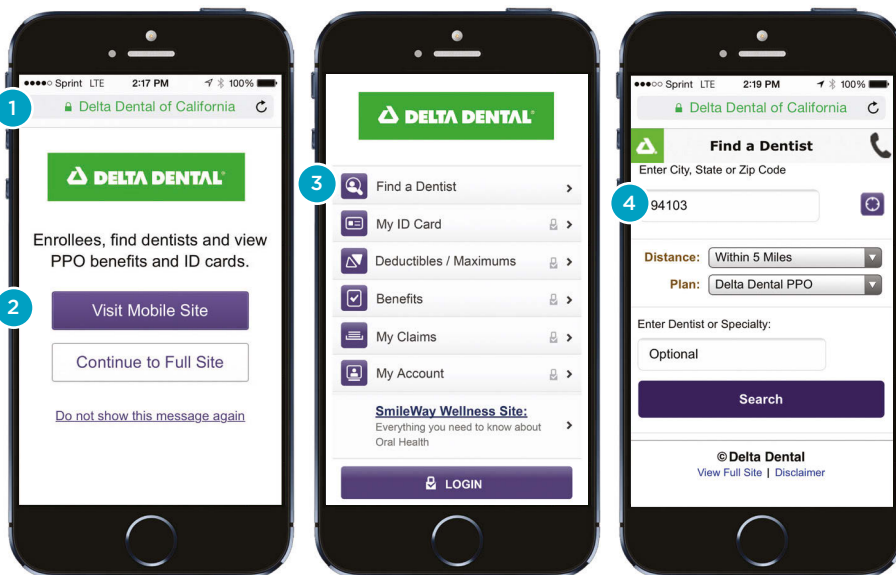 Sprint LTE 2:17 PM 100%
1
Delta Dental of California
DELTA DENTAL®
Enrollees, find dentists and view
PPO benefits and ID cards.
2
Visit Mobile Site
Continue to Full Site
Do not show this message again
DELTA DENTAL®
3
Find a Dentist
My ID Card
Deductibles / Maximums
Benefits
My Claims
My Account
SmileWay Wellness Site:
Everything you need to know about
Oral Health
LOGIN
Sprint LTE 2:19 PM 100%
Delta Dental of California
Find a Dentist
Enter City, State or Zip Code
4
94103
Distance: Within 5 Miles
Plan: Delta Dental PPO
Enter Dentist or Specialty:
Optional
Search
© Delta Dental
View Full Site | Disclaimer